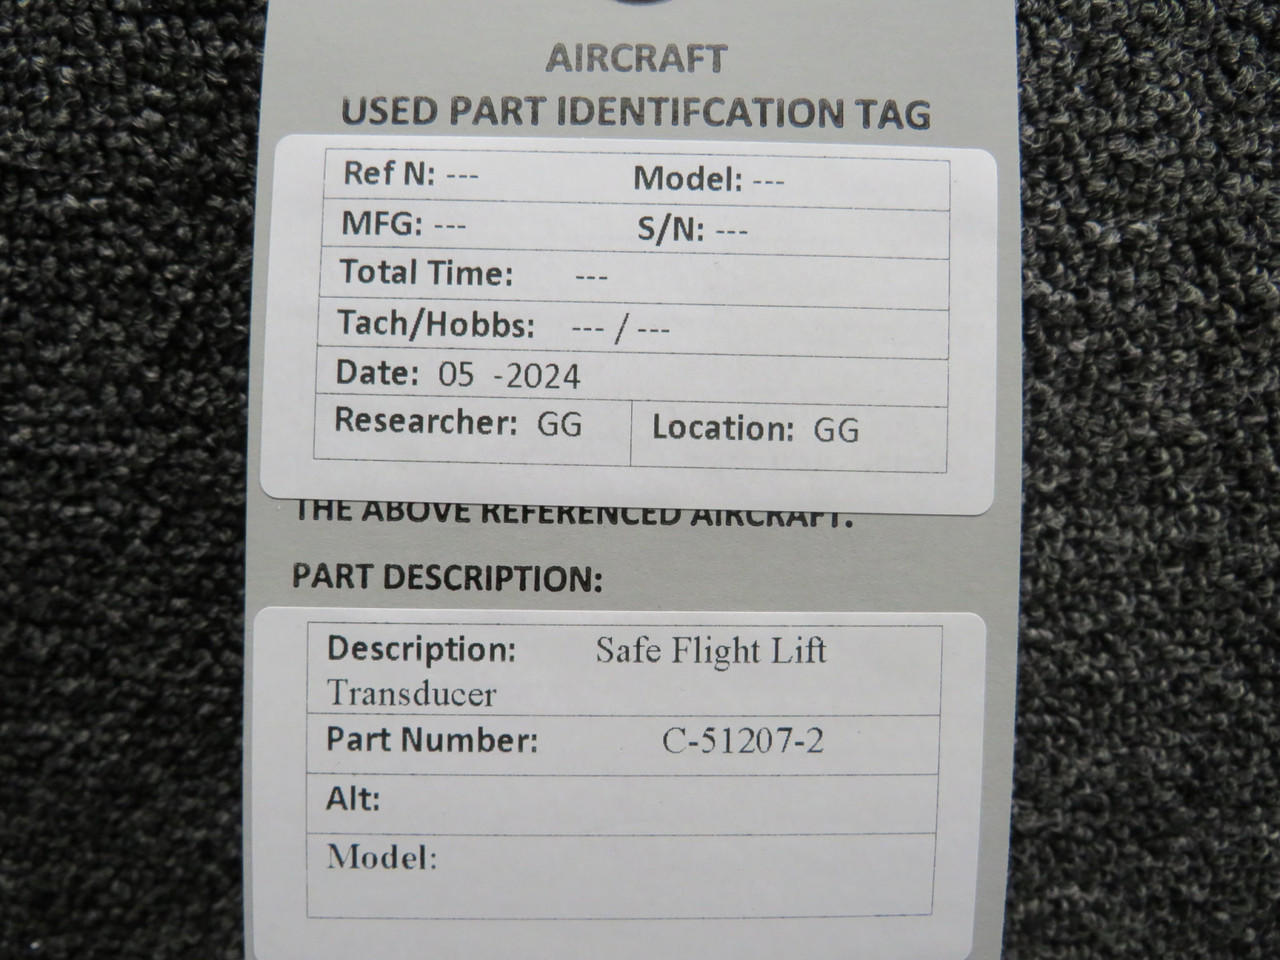 AIRCRAFT
USED PART IDENTIFCATION TAG
Ref N: --- Model: ---
MFG: --- S/N: ---
Total Time: ---
Tach/Hobbs: --- / ---
Date: 05 -2024
Researcher: GG Location: GG
THE ABOVE REFERENCED AIRCRAFT.
PART DESCRIPTION:
Description: Safe Flight Lift
Transducer
Part Number: C-51207-2
Alt:
Model: